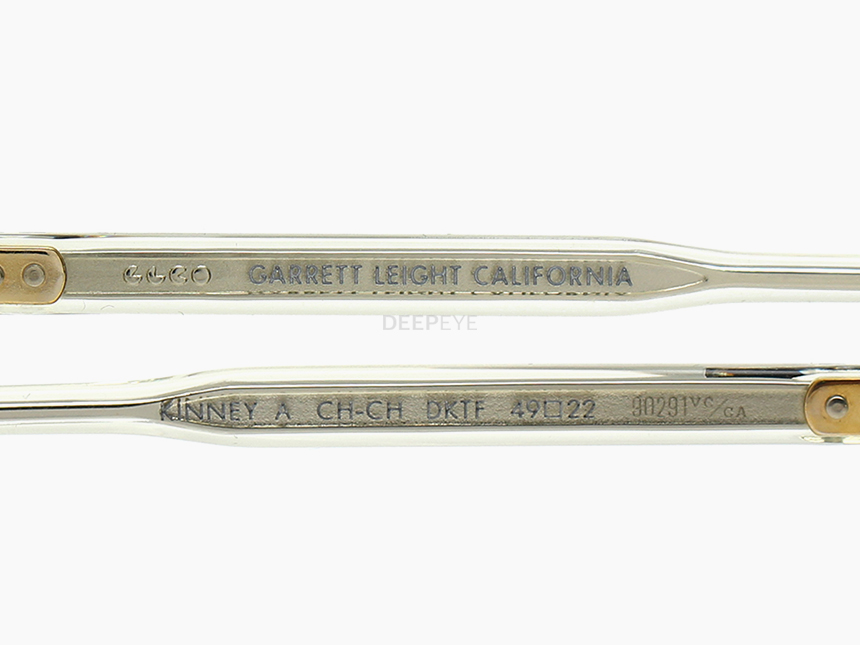 GLCO GARRETT LEIGHT CALIFORNIA
DEEPEYE
KINNEY A CH-CH DKTF 49□22